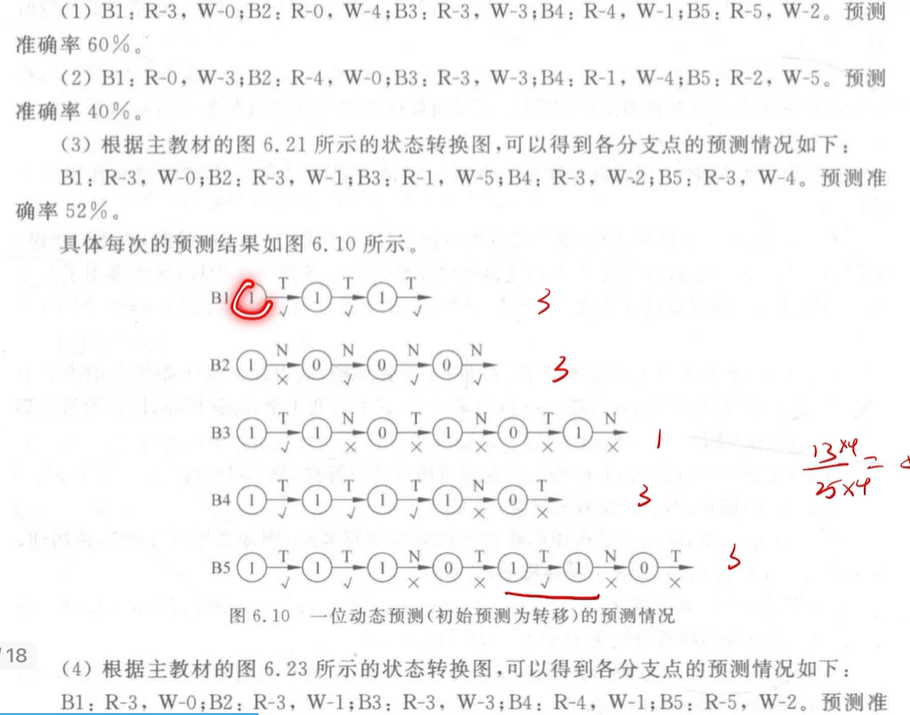 (1) B1：R-3，W-0；B2：R-0，W-4；B3：R-3，W-3；B4：R-4，W-1；B5：R-5，W-2。预测
准确率 60%。
(2) B1：R-0，W-3；B2：R-4，W-0；B3：R-3，W-3；B4：R-1，W-4；B5：R-2，W-5。预测
准确率 40%。
(3) 根据主教材的图 6.21 所示的状态转换图，可以得到各分支点的预测情况如下：
B1：R-3，W-0；B2：R-3，W-1；B3：R-1，W-5；B4：R-3，W-2；B5：R-3，W-4。预测准
确率 52%。
具体每次的预测结果如图 6.10 所示。
T T T
B1 1 1 1 3
√ √ √
N N N N
B2 1 0 0 0 3
× √ √ √
T N T N T N
B3 1 1 0 1 0 1 1
√ × × × × ×
13×4
25×4 =
T T T N T
B4 1 1 1 1 0 3
√ √ √ × ×
T T N T T N T
B5 1 1 1 0 1 1 0 3
√ √ × × √ × ×
图 6.10 一位动态预测(初始预测为转移)的预测情况
/18
(4) 根据主教材的图 6.23 所示的状态转换图，可以得到各分支点的预测情况如下：
B1：R-3，W-0；B2：R-3，W-1；B3：R-3，W-3；B4：R-4，W-1；B5：R-5，W-2。预测准